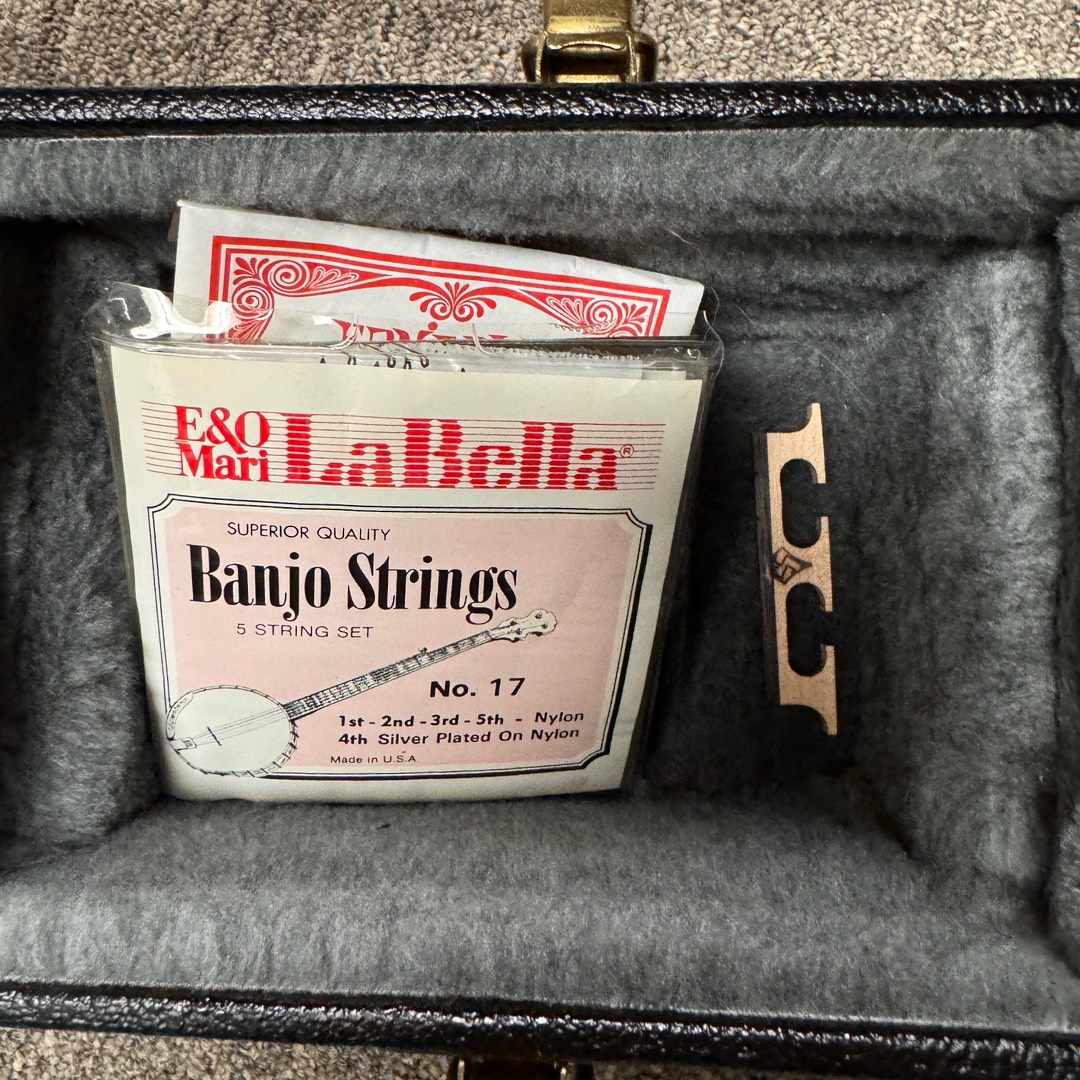 E&O
Mari LaBella®
SUPERIOR QUALITY
Banjo Strings
5 STRING SET
No. 17
1st - 2nd - 3rd - 5th - Nylon
4th Silver Plated On Nylon
Made in U.S.A.